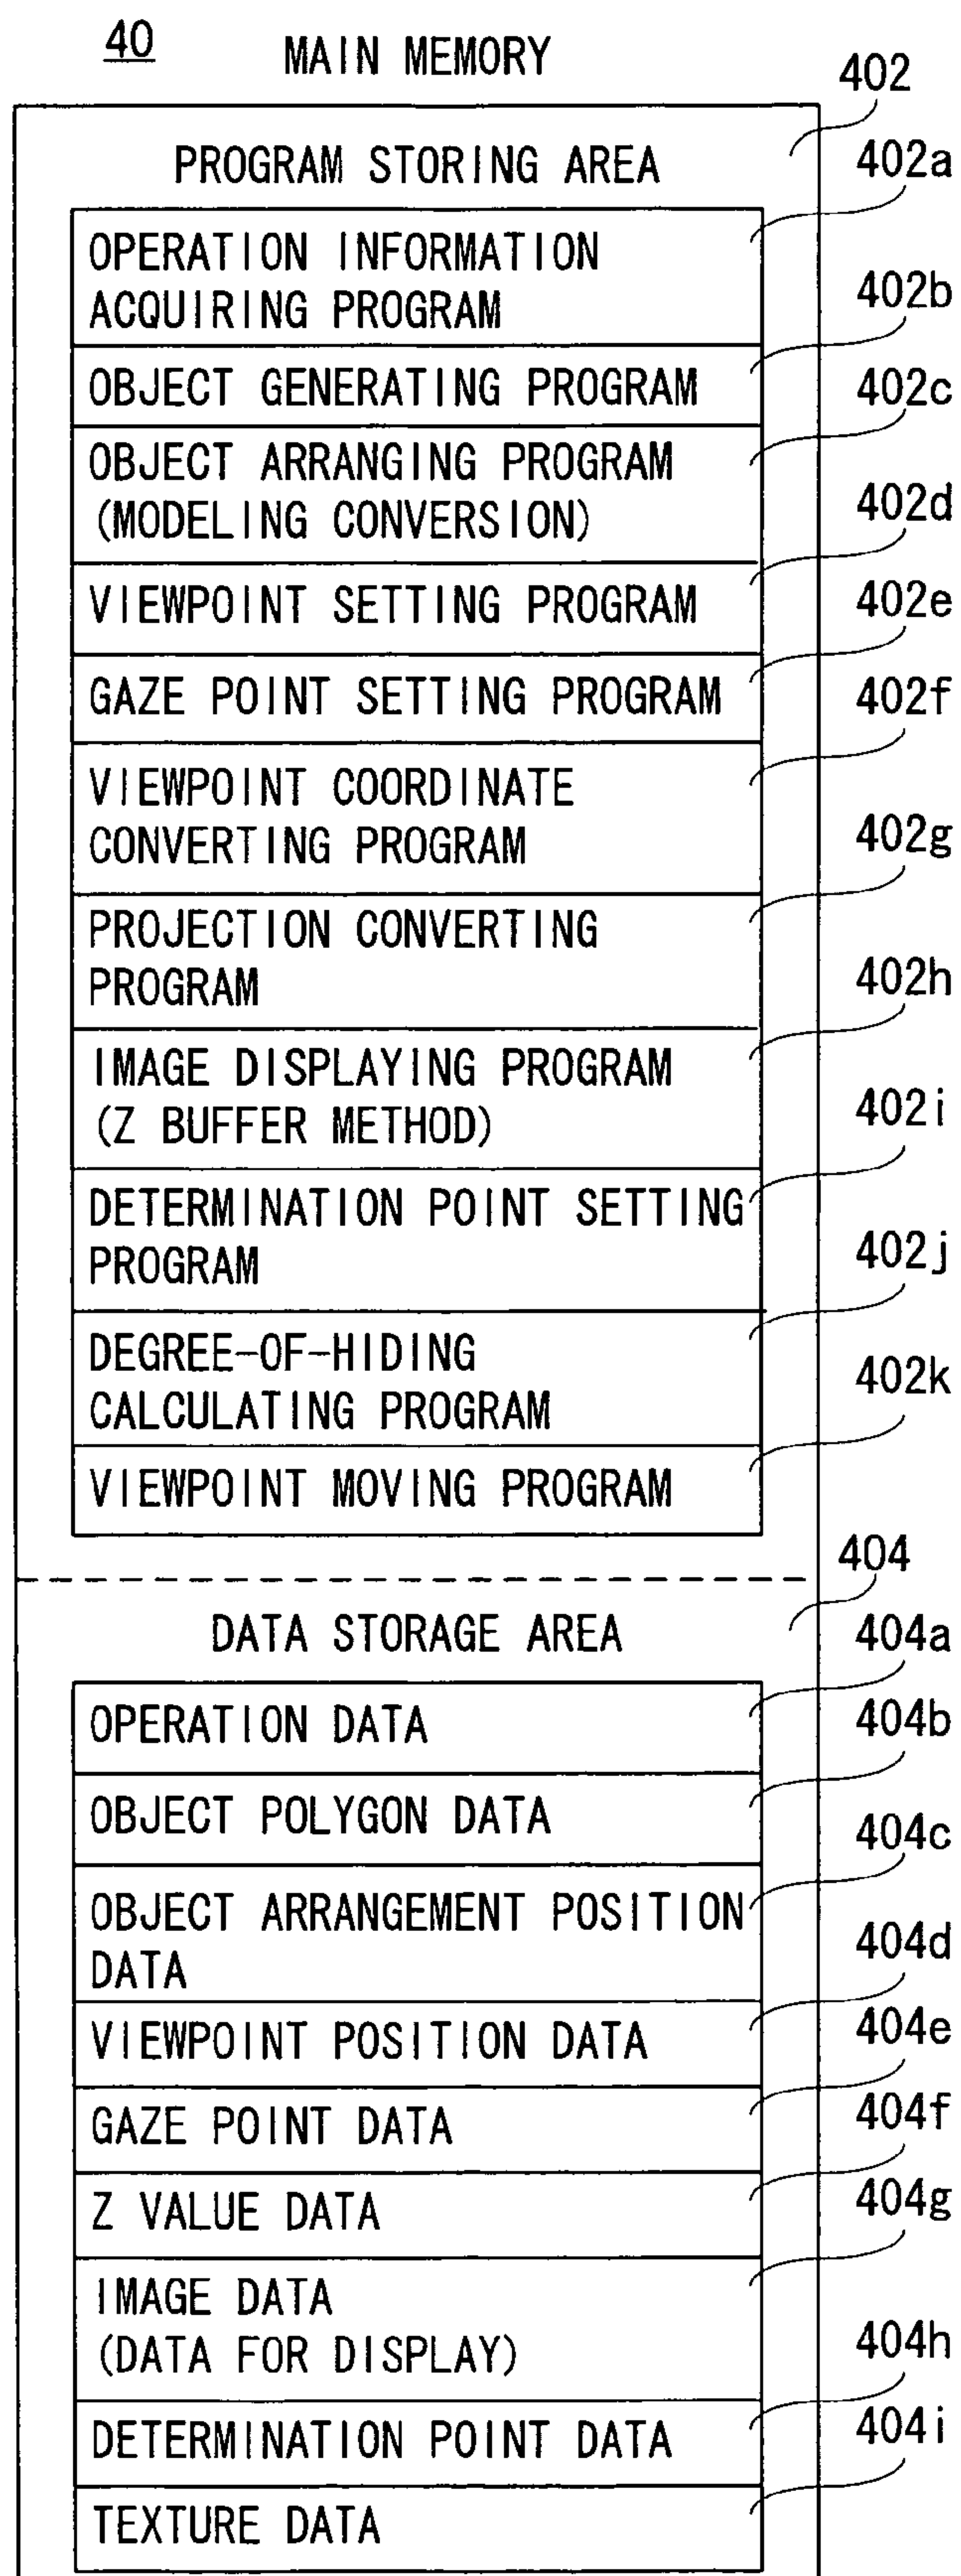 40
MAIN MEMORY
402
PROGRAM STORING AREA
402a
OPERATION INFORMATION
ACQUIRING PROGRAM
402b
OBJECT GENERATING PROGRAM
402c
OBJECT ARRANGING PROGRAM
(MODELING CONVERSION)
402d
VIEWPOINT SETTING PROGRAM
402e
GAZE POINT SETTING PROGRAM
402f
VIEWPOINT COORDINATE
CONVERTING PROGRAM
402g
PROJECTION CONVERTING
PROGRAM
402h
IMAGE DISPLAYING PROGRAM
(Z BUFFER METHOD)
402i
DETERMINATION POINT SETTING
PROGRAM
402j
DEGREE-OF-HIDING
CALCULATING PROGRAM
402k
VIEWPOINT MOVING PROGRAM
404
DATA STORAGE AREA
404a
OPERATION DATA
404b
OBJECT POLYGON DATA
404c
OBJECT ARRANGEMENT POSITION
DATA
404d
VIEWPOINT POSITION DATA
404e
GAZE POINT DATA
404f
Z VALUE DATA
404g
IMAGE DATA
(DATA FOR DISPLAY)
404h
DETERMINATION POINT DATA
404i
TEXTURE DATA